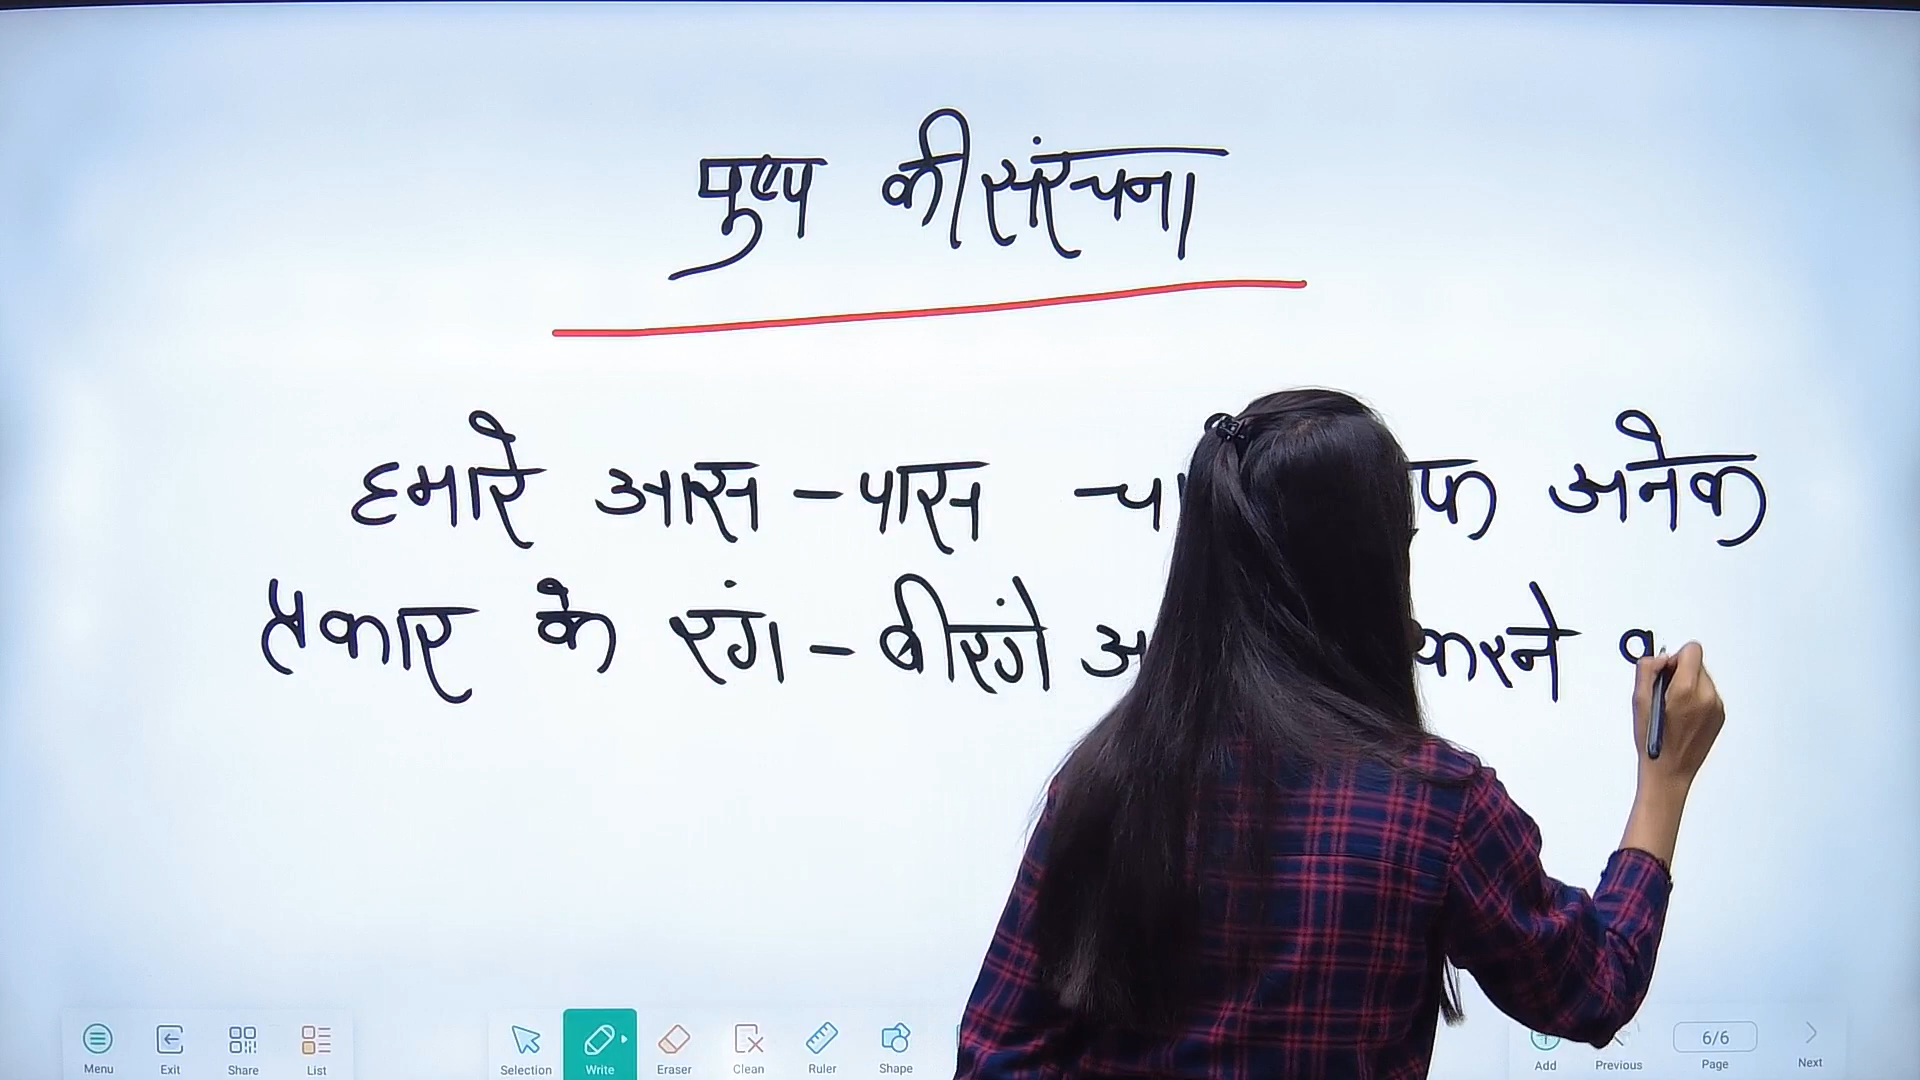 पुष्प की संरचना
हमारे आस - पास अनेक
प्रकार के रंग - बीरंगे करने
Menu Exit Share List Selection Write Eraser Clean Ruler Shape Add Previous 6/6 Page Next